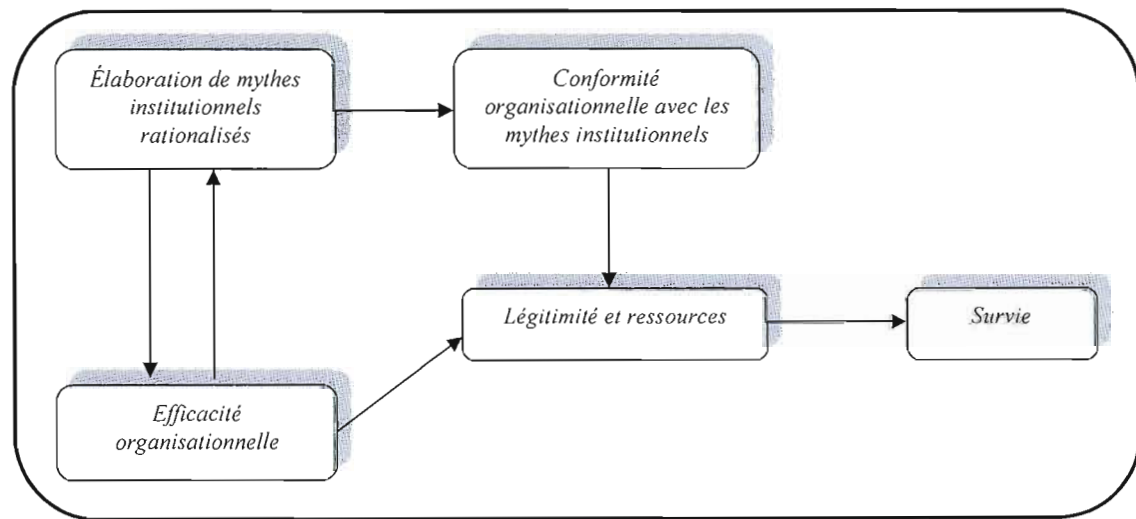 Élaboration de mythes
institutionnels
rationalisés
Conformité
organisationnelle avec les
mythes institutionnels
Légitimité et ressources
Survie
Efficacité
organisationnelle